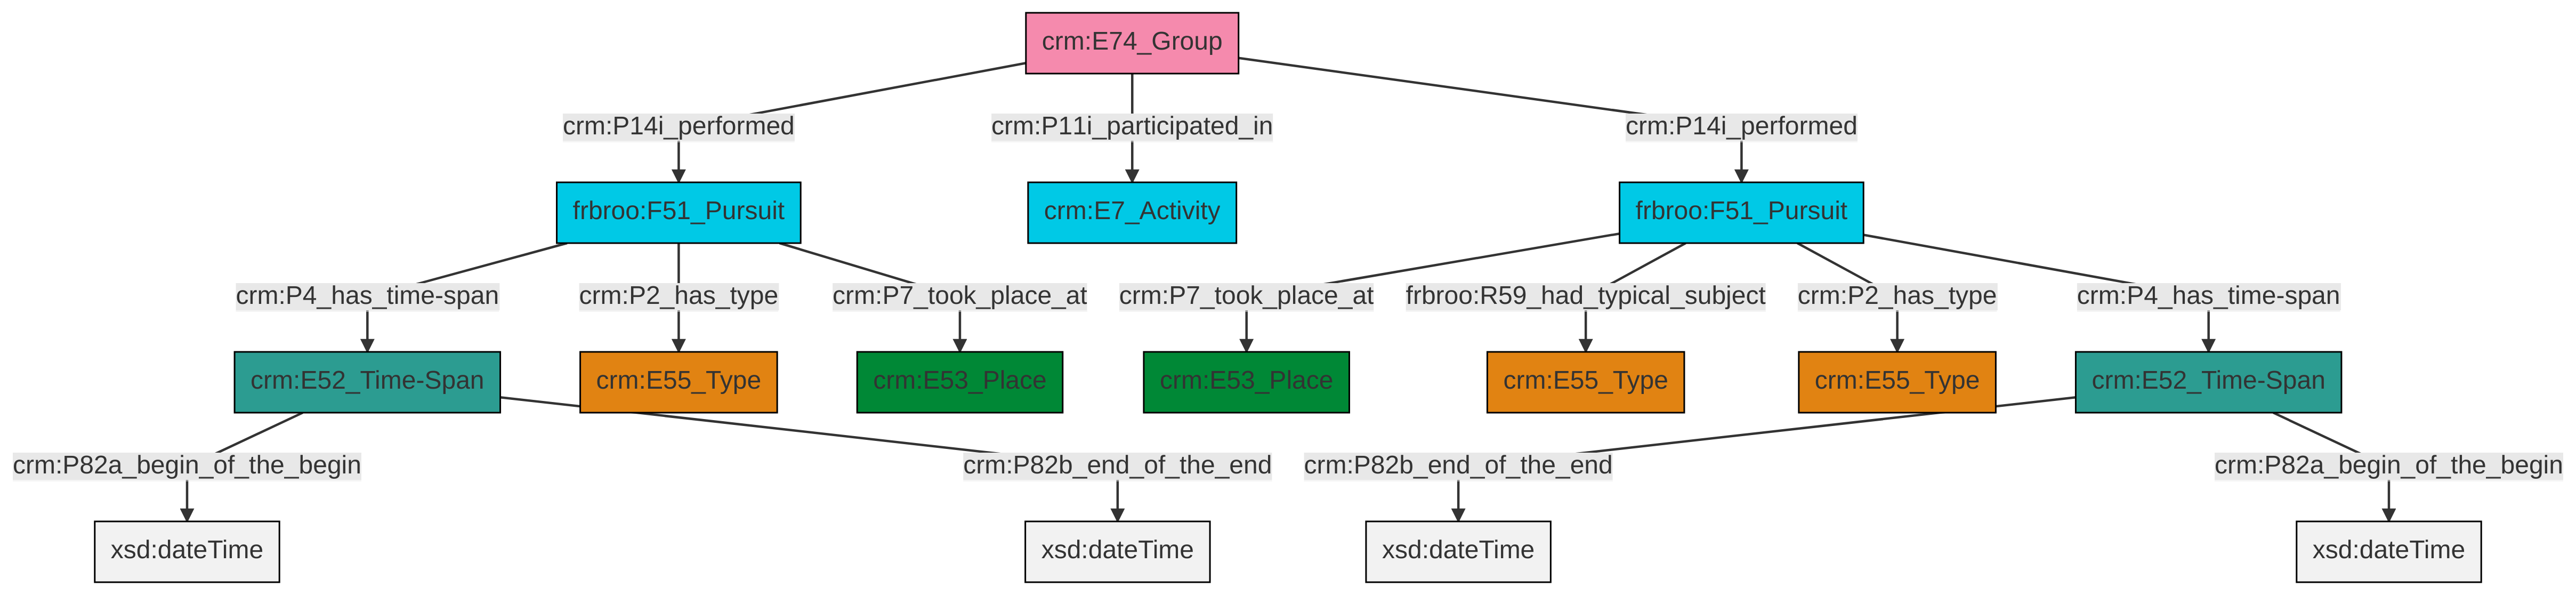 crm:E74_Group
crm:P14i_performed
crm:P11i_participated_in
crm:P14i_performed
frbroo:F51_Pursuit
crm:E7_Activity
frbroo:F51_Pursuit
crm:P4_has_time-span
crm:P2_has_type
crm:P7_took_place_at
crm:P7_took_place_at
frbroo:R59_had_typical_subject
crm:P2_has_type
crm:P4_has_time-span
crm:E52_Time-Span
crm:E55_Type
crm:E53_Place
crm:E53_Place
crm:E55_Type
crm:E55_Type
crm:E52_Time-Span
crm:P82a_begin_of_the_begin
crm:P82b_end_of_the_end
crm:P82b_end_of_the_end
crm:P82a_begin_of_the_begin
xsd:dateTime
xsd:dateTime
xsd:dateTime
xsd:dateTime